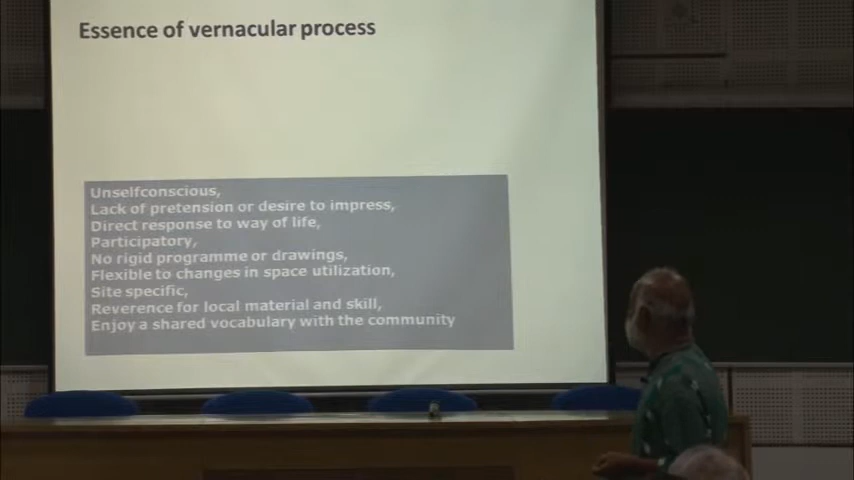 Essence of vernacular process
Unselfconscious,
Lack of pretension or desire to impress,
Direct response to way of life,
Participatory,
No rigid programme or drawings,
Flexible to changes in space utilization,
Site specific,
Reverence for local material and skill,
Enjoy a shared vocabulary with the community